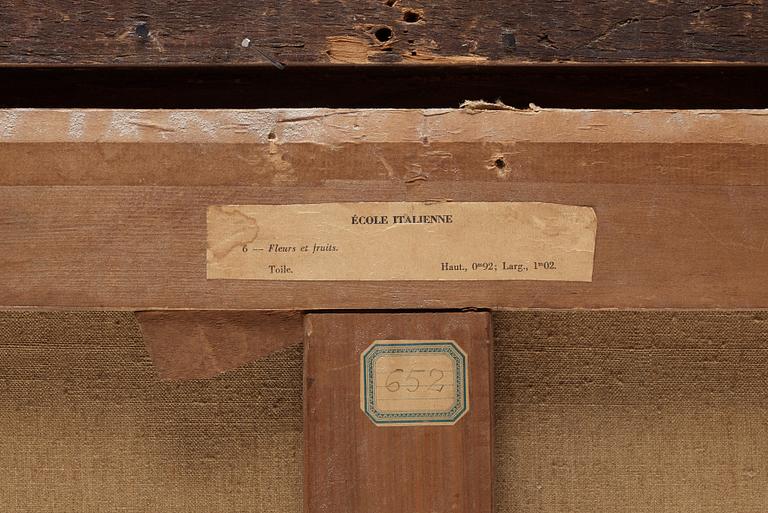 ÉCOLE ITALIENNE
6 — Fleurs et fruits.
Toile. Haut., 0ᵐ92; Larg., 1ᵐ02.
652